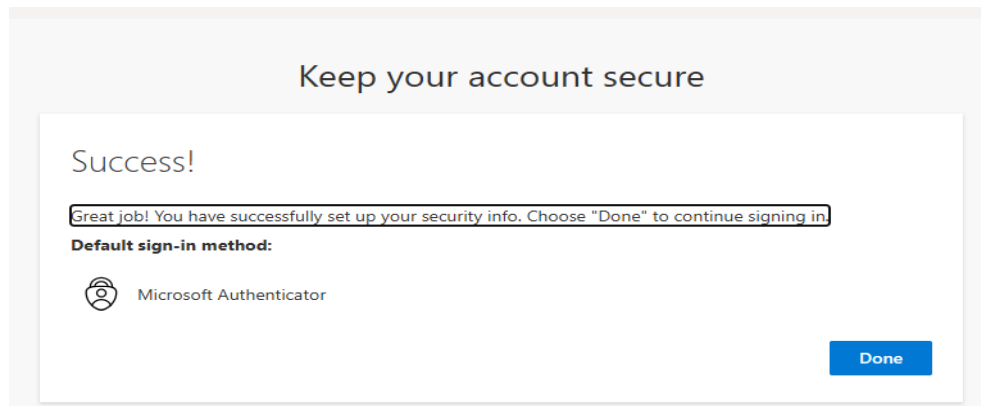 Keep your account secure
Success!
Great job! You have successfully set up your security info. Choose "Done" to continue signing in.
Default sign-in method:
Microsoft Authenticator
Done